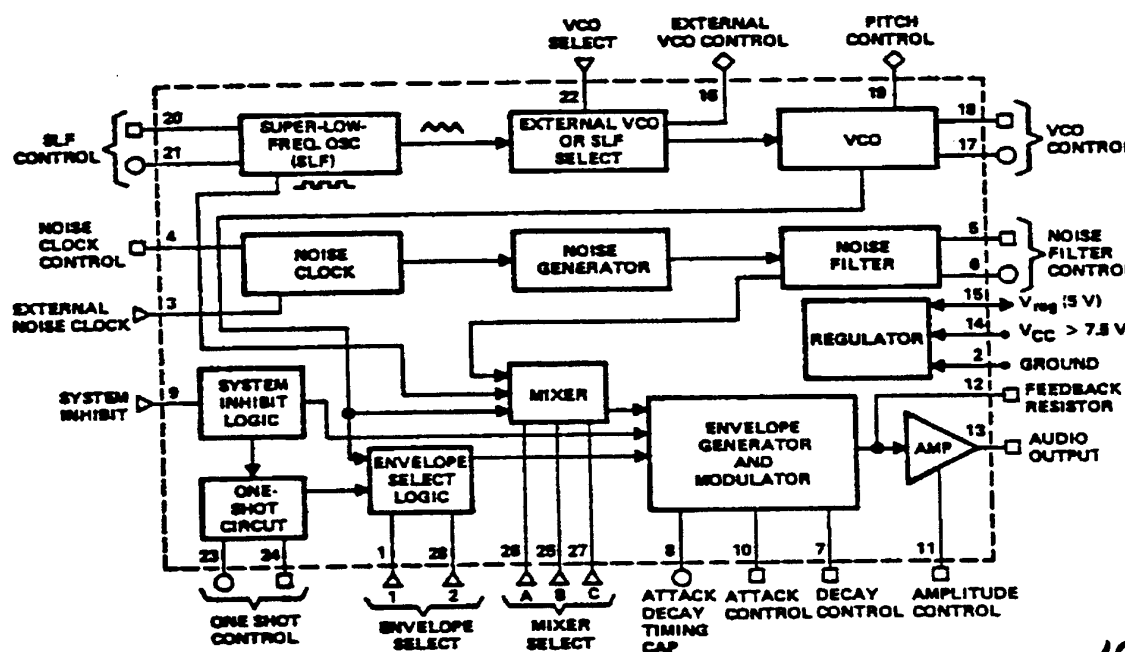 VCO
SELECT
EXTERNAL
VCO CONTROL
PITCH
CONTROL
22
16
19
SLF
CONTROL
20
21
SUPER-LOW-
FREQ. OSC
(SLF)
EXTERNAL VCO
OR SLF
SELECT
VCO
18
17
VCO
CONTROL
NOISE
CLOCK
CONTROL
4
NOISE
CLOCK
NOISE
GENERATOR
NOISE
FILTER
5
6
NOISE
FILTER
CONTROL
EXTERNAL
NOISE CLOCK
3
REGULATOR
15
Vreg (5 V)
14
VCC > 7.5 V
2
GROUND
SYSTEM
INHIBIT
9
SYSTEM
INHIBIT
LOGIC
MIXER
12
FEEDBACK
RESISTOR
ENVELOPE
GENERATOR
AND
MODULATOR
AMP
13
AUDIO
OUTPUT
ENVELOPE
SELECT
LOGIC
ONE-
SHOT
CIRCUT
23
24
1
28
26
25
27
8
10
7
11
1
2
A
B
C
ONE SHOT
CONTROL
ENVELOPE
SELECT
MIXER
SELECT
ATTACK
DECAY
TIMING
CAP
ATTACK
CONTROL
DECAY
CONTROL
AMPLITUDE
CONTROL